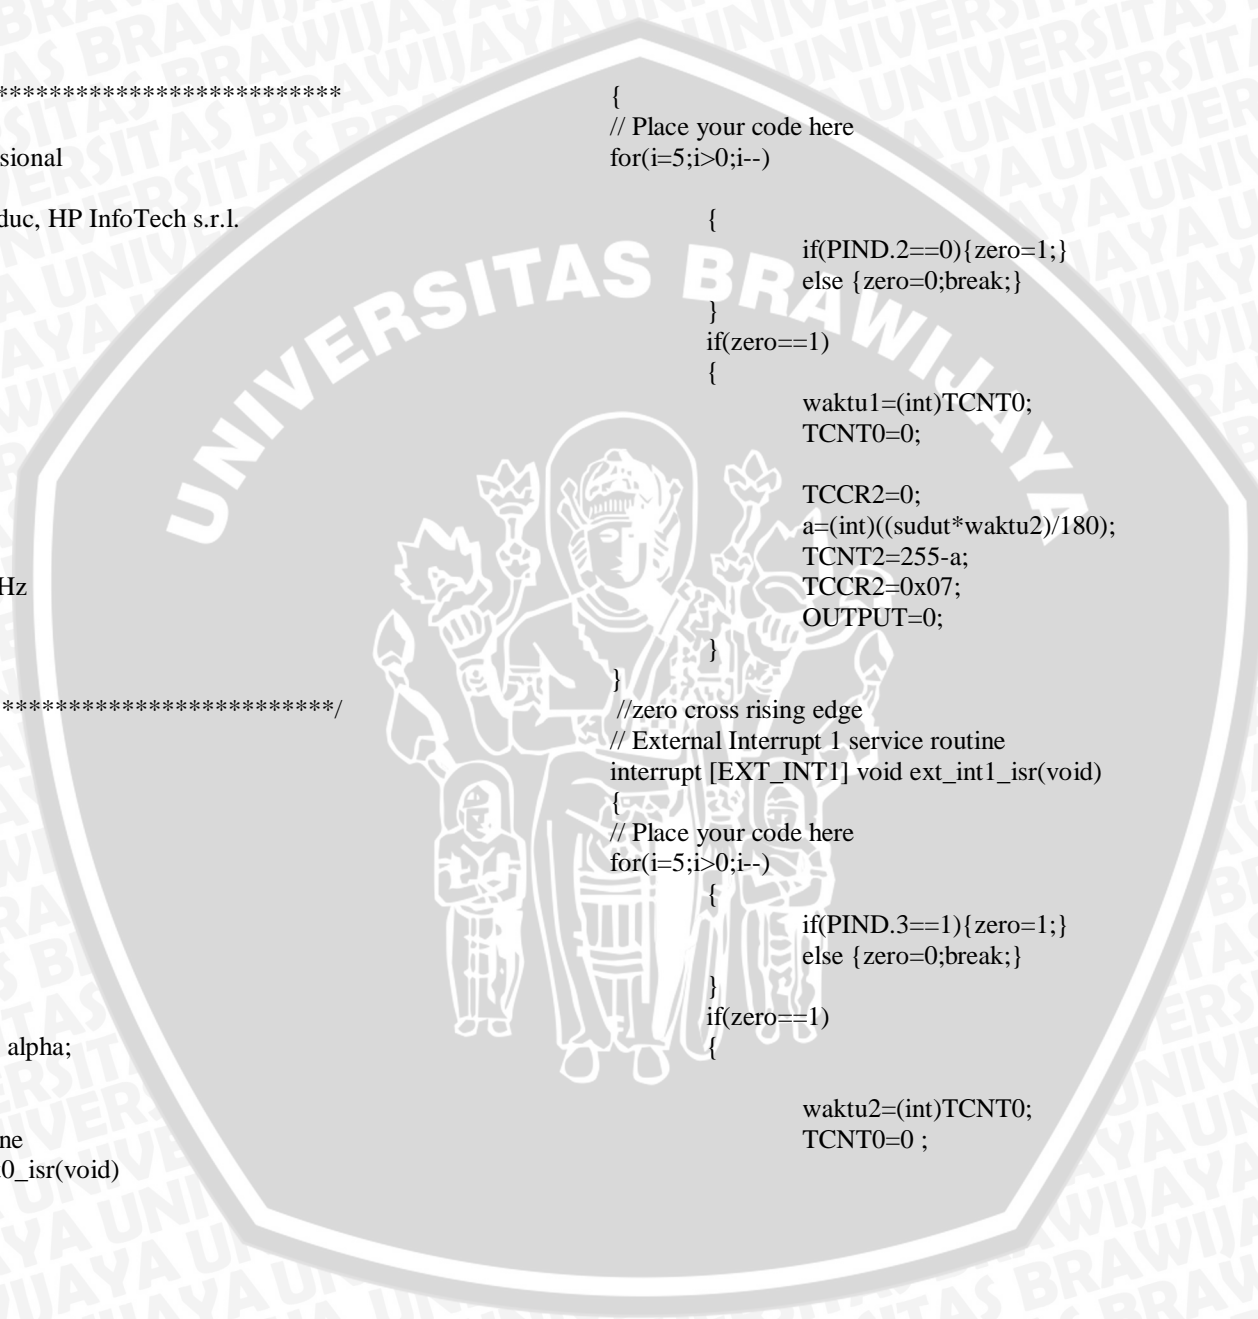 **************************
sional
duc, HP InfoTech s.r.l.
Hz
*************************/
alpha;
ne
0_isr(void)
{
// Place your code here
for(i=5;i>0;i--)
{
if(PIND.2==0){zero=1;}
else {zero=0;break;}
}
if(zero==1)
{
waktu1=(int)TCNT0;
TCNT0=0;
TCCR2=0;
a=(int)((sudut*waktu2)/180);
TCNT2=255-a;
TCCR2=0x07;
OUTPUT=0;
}
}
//zero cross rising edge
// External Interrupt 1 service routine
interrupt [EXT_INT1] void ext_int1_isr(void)
{
// Place your code here
for(i=5;i>0;i--)
{
if(PIND.3==1){zero=1;}
else {zero=0;break;}
}
if(zero==1)
{
waktu2=(int)TCNT0;
TCNT0=0 ;
UNIVERSITAS BRAWIJAYA